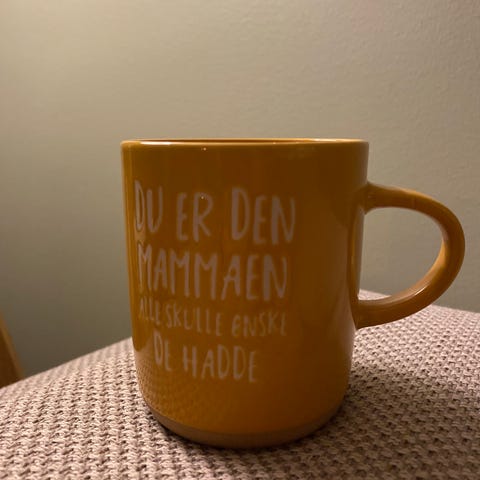 DU ER DEN
MAMMAEN
ALLE SKULLE ØNSKE
DE HADDE